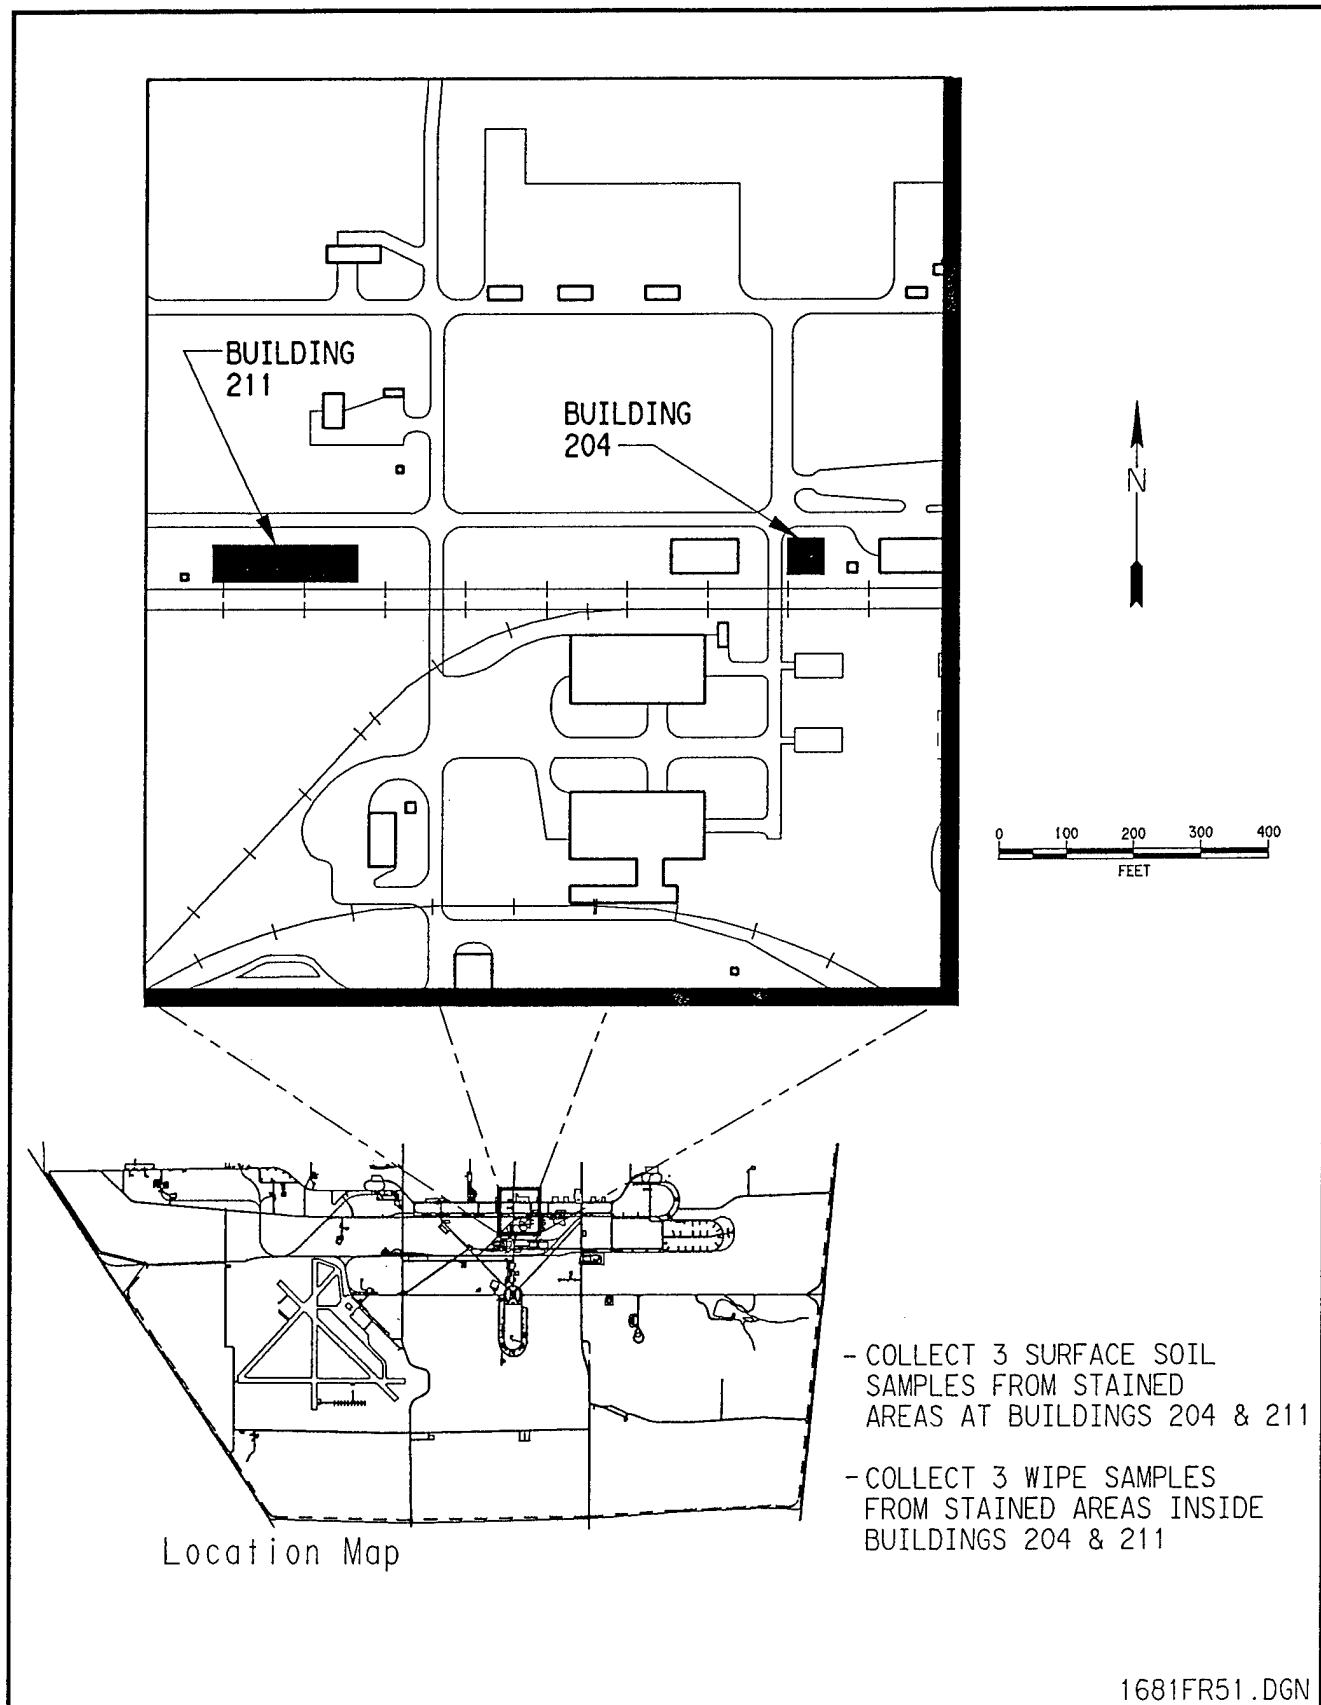 BUILDING
211
BUILDING
204
N
0 100 200 300 400
FEET
- COLLECT 3 SURFACE SOIL
SAMPLES FROM STAINED
AREAS AT BUILDINGS 204 & 211
- COLLECT 3 WIPE SAMPLES
FROM STAINED AREAS INSIDE
BUILDINGS 204 & 211
Location Map
1681FR51.DGN